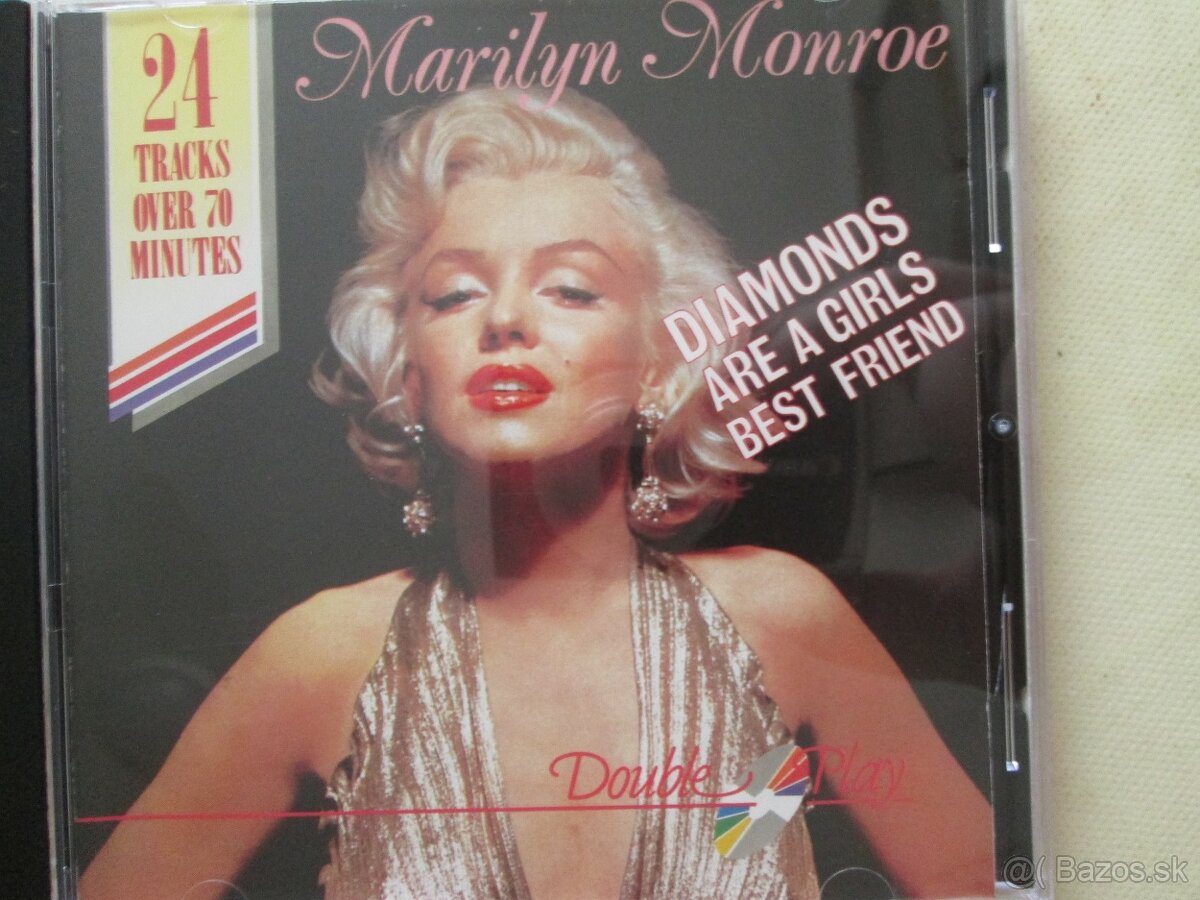 Marilyn Monroe
24
TRACKS
OVER 70
MINUTES
DIAMONDS
ARE A GIRLS
BEST FRIEND
Double Play
@( Bazos.sk